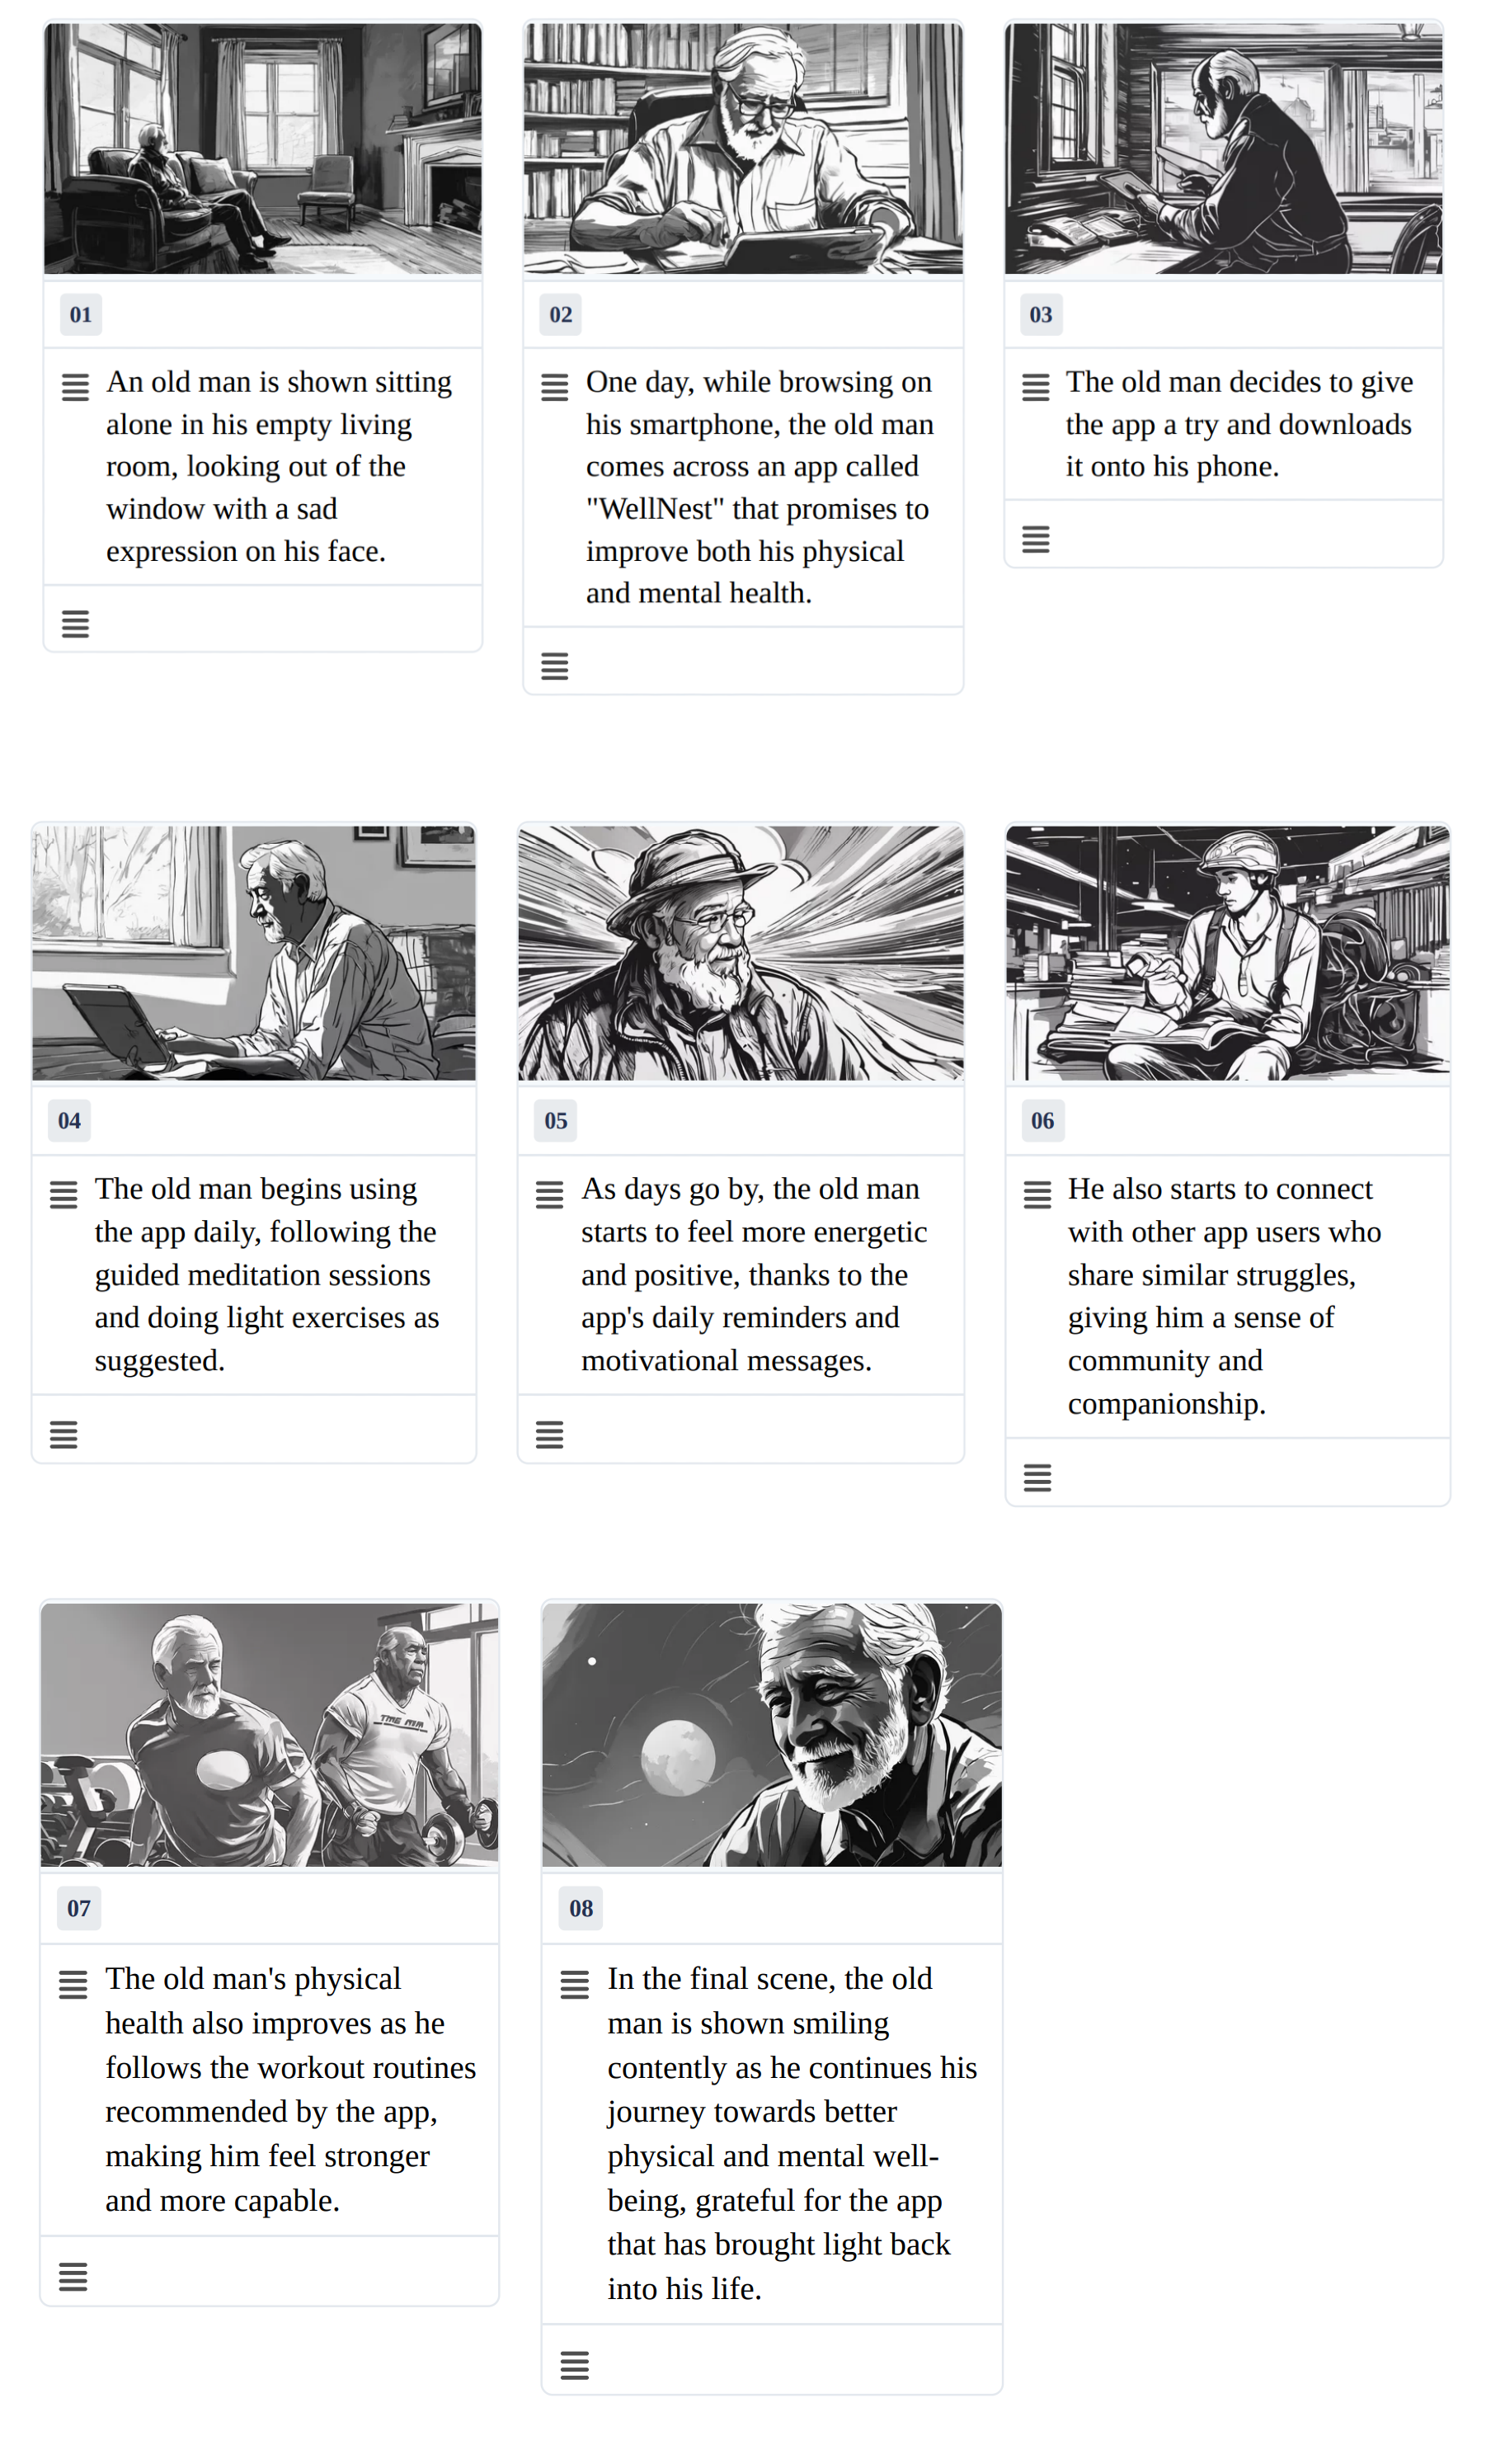 01
An old man is shown sitting
alone in his empty living
room, looking out of the
window with a sad
expression on his face.
02
One day, while browsing on
his smartphone, the old man
comes across an app called
"WellNest" that promises to
improve both his physical
and mental health.
03
The old man decides to give
the app a try and downloads
it onto his phone.
04
The old man begins using
the app daily, following the
guided meditation sessions
and doing light exercises as
suggested.
05
As days go by, the old man
starts to feel more energetic
and positive, thanks to the
app's daily reminders and
motivational messages.
06
He also starts to connect
with other app users who
share similar struggles,
giving him a sense of
community and
companionship.
07
The old man's physical
health also improves as he
follows the workout routines
recommended by the app,
making him feel stronger
and more capable.
08
In the final scene, the old
man is shown smiling
contently as he continues his
journey towards better
physical and mental well-
being, grateful for the app
that has brought light back
into his life.